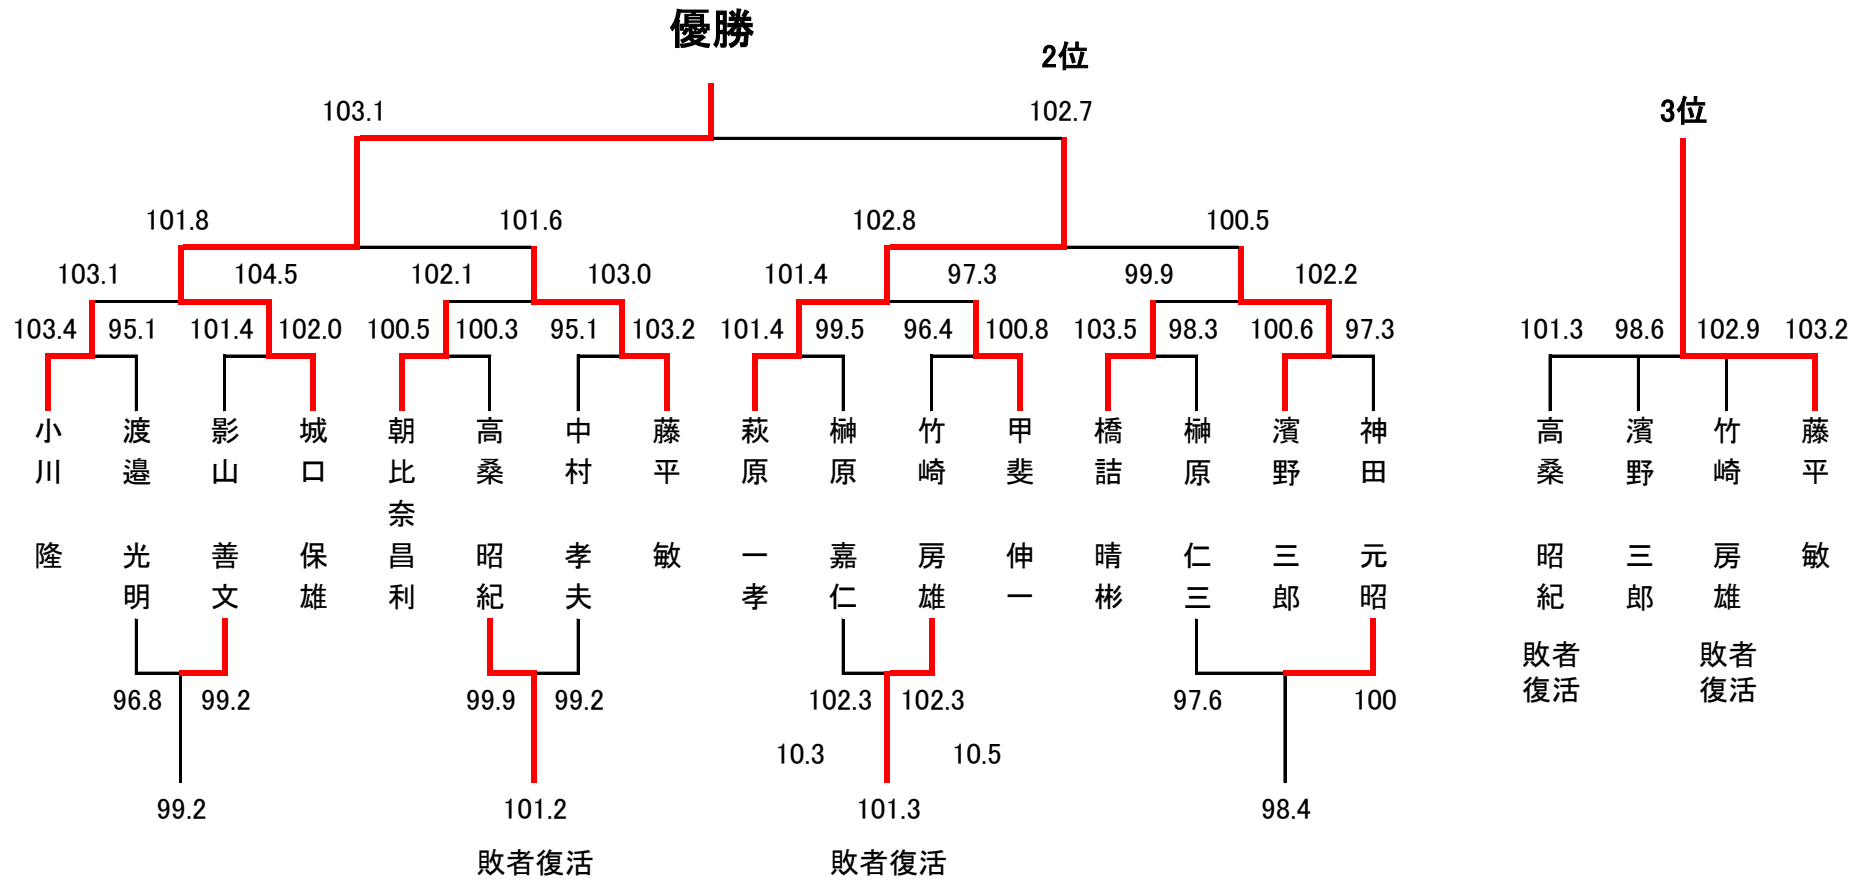 優勝
2位
3位
103.1
102.7
101.8
101.6
102.8
100.5
103.1
104.5
102.1
103.0
101.4
97.3
99.9
102.2
103.4
95.1
101.4
102.0
100.5
100.3
95.1
103.2
101.4
99.5
96.4
100.8
103.5
98.3
100.6
97.3
101.3
98.6
102.9
103.2
小川 隆
渡邉 光明
影山 善文
城口 保雄
朝比奈昌利
高桑 昭紀
中村 孝夫
藤平 敏
萩原 一孝
榊原 嘉仁
竹崎 房雄
甲斐 伸一
橋詰 晴彬
榊原 仁三
濱野 三郎
神田 元昭
高桑 昭紀
濱野 三郎
竹崎 房雄
藤平 敏
敗者
復活
敗者
復活
96.8
99.2
99.9
99.2
102.3
102.3
97.6
100
10.3
10.5
99.2
101.2
101.3
98.4
敗者復活
敗者復活